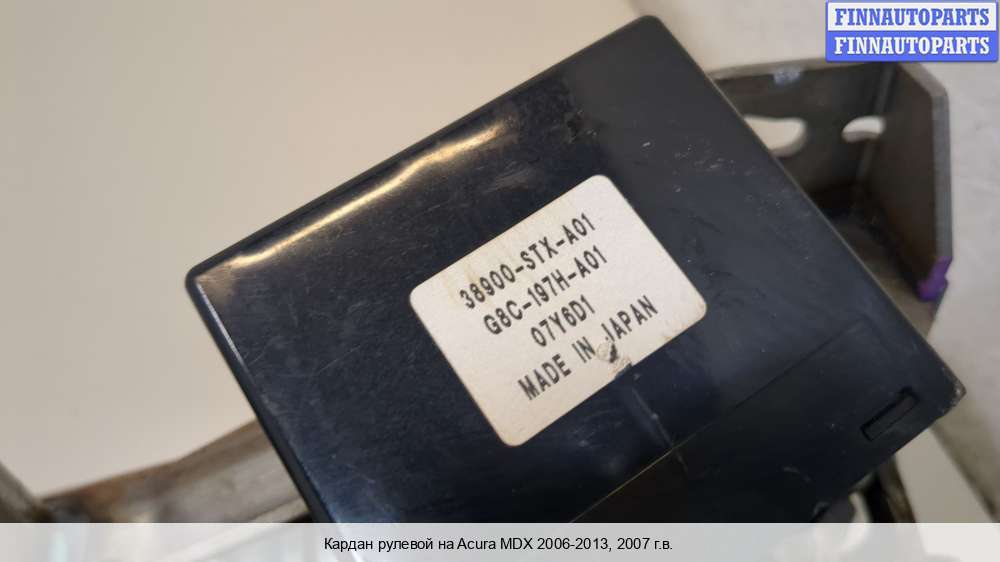 FINNAUTOPARTS
FINNAUTOPARTS
38900-STX-A01
G8C-197H-A01
07Y6D1
MADE IN JAPAN
Кардан рулевой на Acura MDX 2006-2013, 2007 г.в.